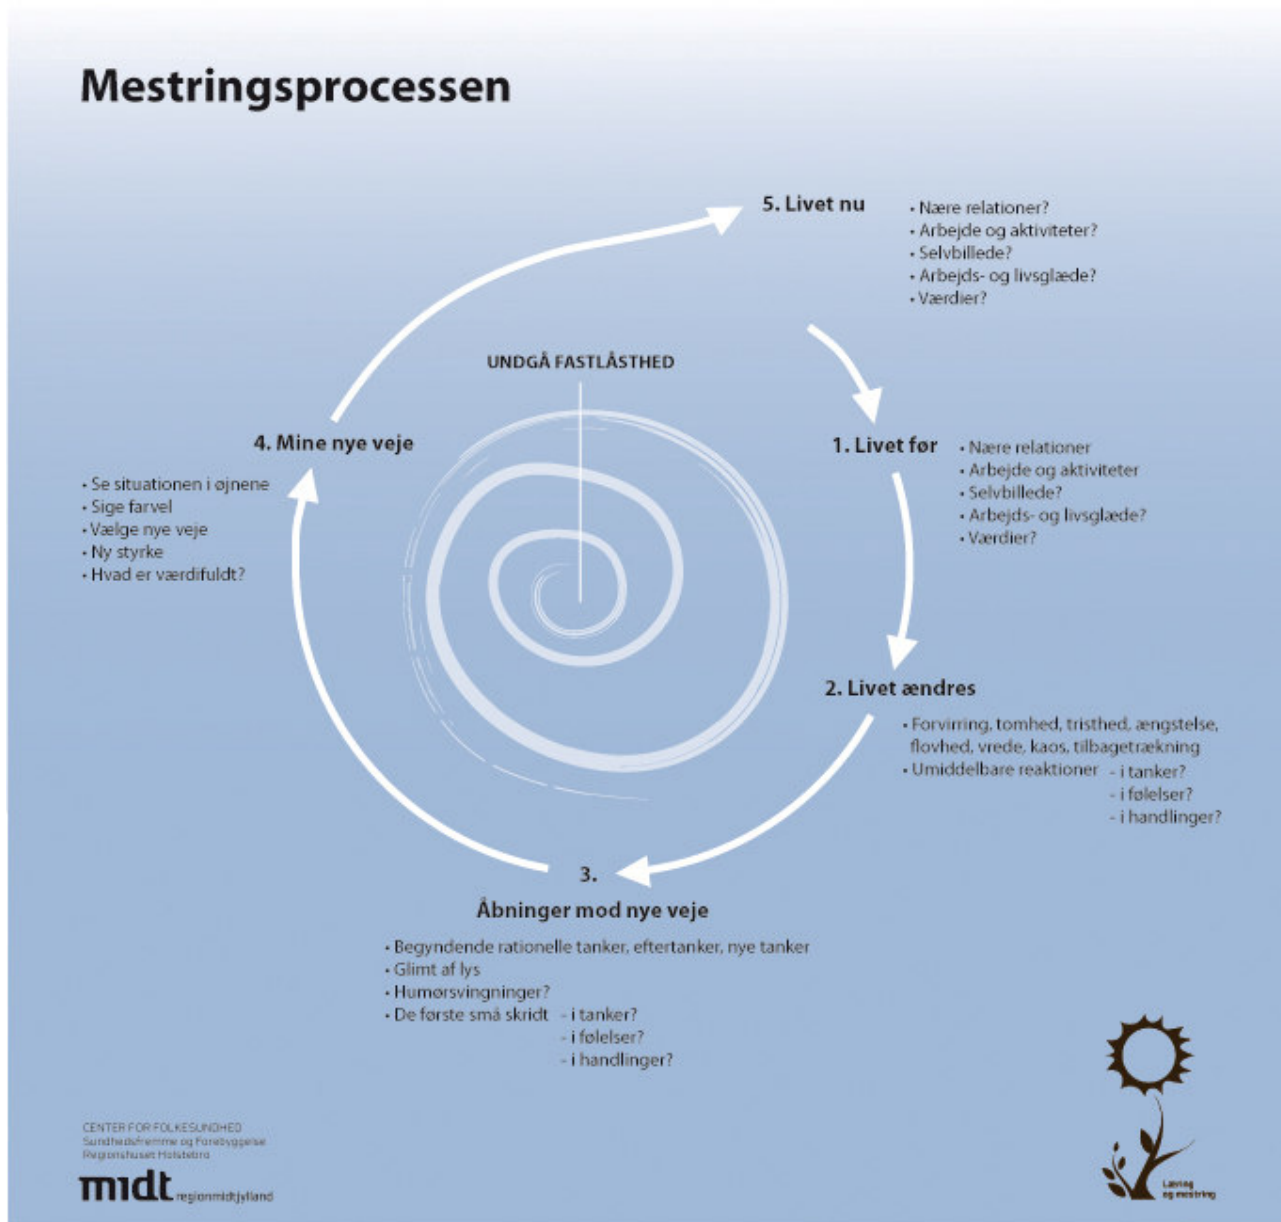 Mestringsprocessen
5. Livet nu
• Nære relationer?
• Arbejde og aktiviteter?
• Selvbillede?
• Arbejds- og livsglæde?
• Værdier?
UNDGÅ FASTLÅSTHED
1. Livet før
• Nære relationer
• Arbejde og aktiviteter
• Selvbillede?
• Arbejds- og livsglæde?
• Værdier?
2. Livet ændres
• Forvirring, tomhed, tristhed, ængstelse,
flovhed, vrede, kaos, tilbagetrækning
• Umiddelbare reaktioner - i tanker?
- i følelser?
- i handlinger?
3.
Åbninger mod nye veje
• Begyndende rationelle tanker, eftertanker, nye tanker
• Glimt af lys
• Humørsvingninger?
• De første små skridt - i tanker?
- i følelser?
- i handlinger?
4. Mine nye veje
• Se situationen i øjnene
• Sige farvel
• Vælge nye veje
• Ny styrke
• Hvad er værdifuldt?
CENTER FOR FOLKESUNDHED
Sundhedsfremme og Forebyggelse
Regionshuset Holstebro
midt regionmidtjylland
Læring
og mestring